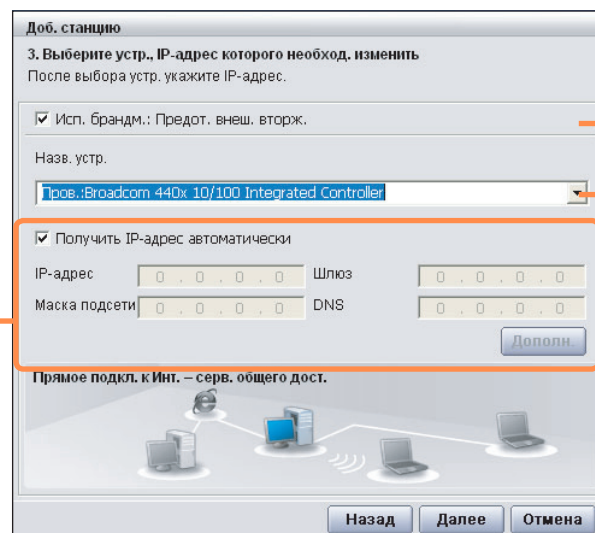 Доб. станцию
3. Выберите устр., IP-адрес которого необход. изменить
После выбора устр. укажите IP-адрес.
Исп. брандм.: Предот. внеш. вторж.
Назв. устр.
Пров.:Broadcom 440x 10/100 Integrated Controller
Получить IP-адрес автоматически
IP-адрес 0 . 0 . 0 . 0 Шлюз 0 . 0 . 0 . 0
Маска подсети 0 . 0 . 0 . 0 DNS 0 . 0 . 0 . 0
Дополн.
Прямое подкл. к Инт. – серв. общего дост.
Назад Далее Отмена